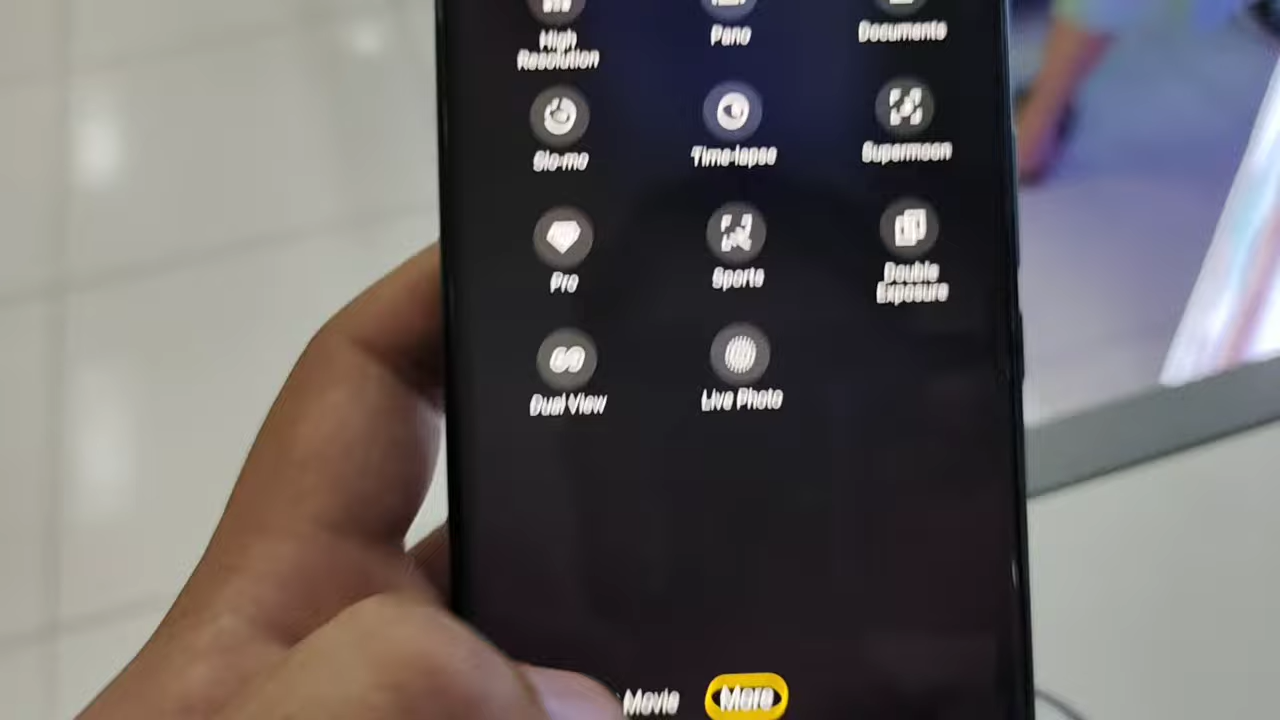 High
Resolution
Pano
Documents
Slo-mo
Time-lapse
Supermoon
Pro
Sports
Double
Exposure
Dual View
Live Photo
Movie
More